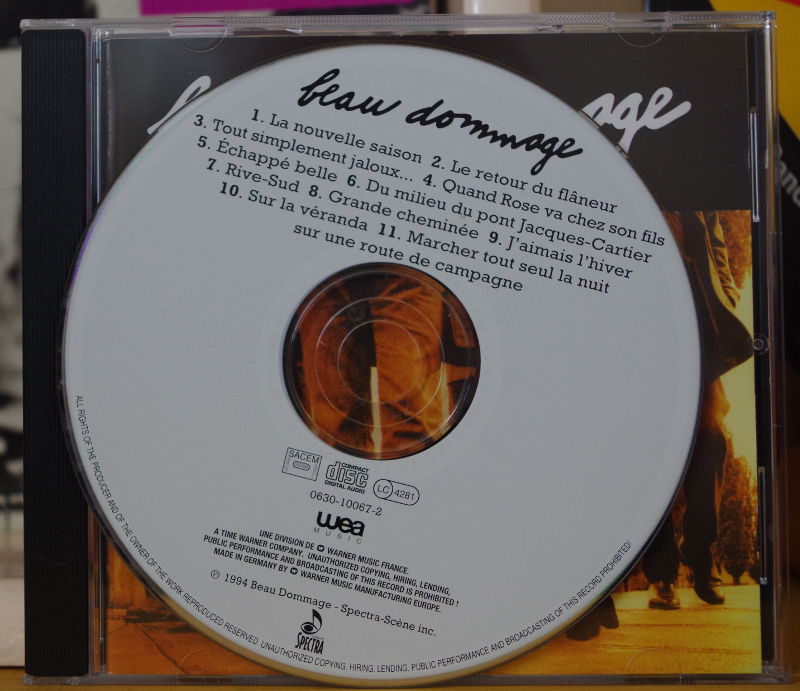 beau dommage
age
1. La nouvelle saison 2. Le retour du flâneur
3. Tout simplement jaloux... 4. Quand Rose va chez son fils
5. Échappé belle 6. Du milieu du pont Jacques-Cartier
7. Rive-Sud 8. Grande cheminée 9. J'aimais l'hiver
10. Sur la véranda 11. Marcher tout seul la nuit
sur une route de campagne
SACEM
COMPACT
disc
DIGITAL AUDIO
LC 4281
0630-10067-2
wea
MUSIC
UNE DIVISION DE WARNER MUSIC FRANCE.
A TIME WARNER COMPANY. UNAUTHORIZED COPYING, HIRING, LENDING,
PUBLIC PERFORMANCE AND BROADCASTING OF THIS RECORD IS PROHIBITED !
MADE IN GERMANY BY WARNER MUSIC MANUFACTURING EUROPE.
℗ 1994 Beau Dommage - Spectra-Scène inc.
SPECTRA
ALL RIGHTS OF THE PRODUCER AND OF THE OWNER OF THE WORK REPRODUCED RESERVED. UNAUTHORIZED COPYING, HIRING, LENDING, PUBLIC PERFORMANCE AND BROADCASTING OF THIS RECORD PROHIBITED!